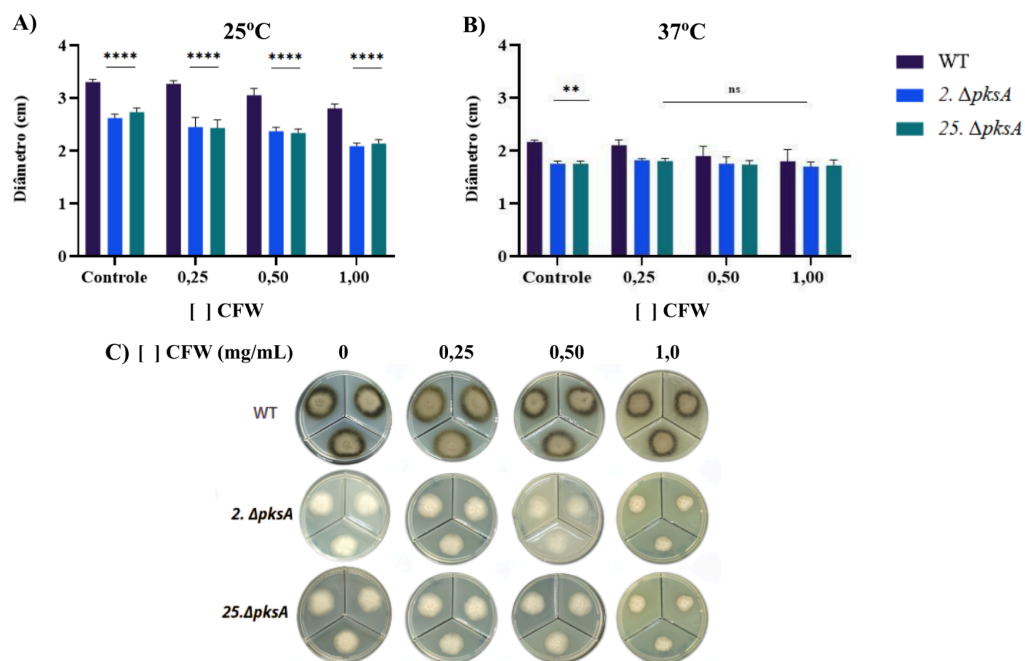 A)
25ºC
**** **** **** ****
Diâmetro (cm)
4
3
2
1
0
Controle 0,25 0,50 1,00
[ ] CFW
B)
37ºC
** ns
Diâmetro (cm)
4
3
2
1
0
Controle 0,25 0,50 1,00
[ ] CFW
WT
2. ΔpksA
25. ΔpksA
C) [ ] CFW (mg/mL) 0 0,25 0,50 1,0
WT
2. ΔpksA
25.ΔpksA